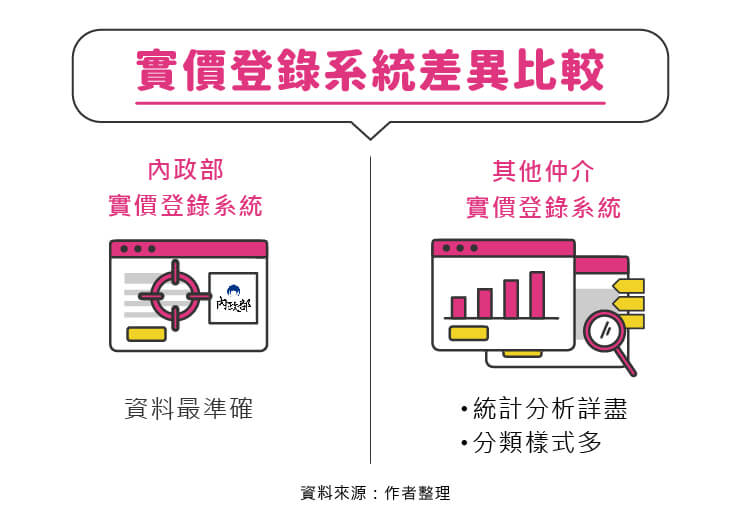 實價登錄系統差異比較
內政部
實價登錄系統
內政部
資料最準確
其他仲介
實價登錄系統
•統計分析詳盡
•分類樣式多
資料來源：作者整理